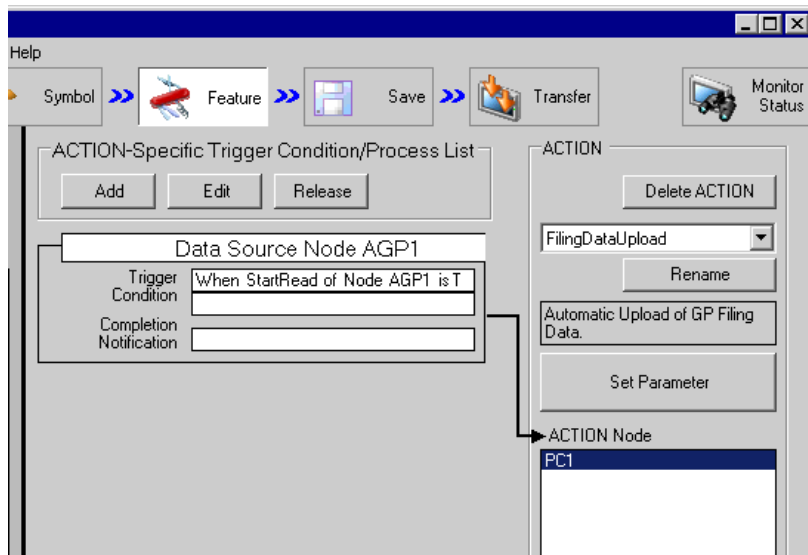 Help
Symbol
Feature
Save
Transfer
Monitor
Status
ACTION-Specific Trigger Condition/Process List
Add
Edit
Release
Data Source Node AGP1
Trigger
Condition
When StartRead of Node AGP1 is T
Completion
Notification
ACTION
Delete ACTION
FilingDataUpload
Rename
Automatic Upload of GP Filing
Data.
Set Parameter
ACTION Node
PC1